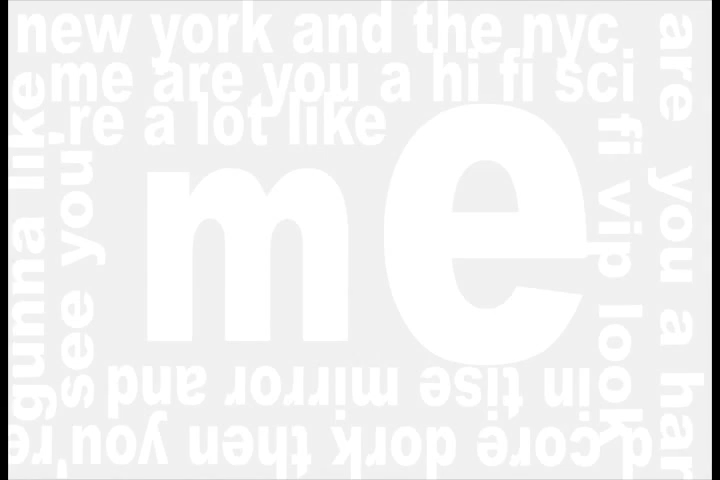 new york and the nyc
are you a har
d core dork then you're
gunna like
me are you a hi fi sci
fi vip look
in tise mirror and
see you
're a lot like
me